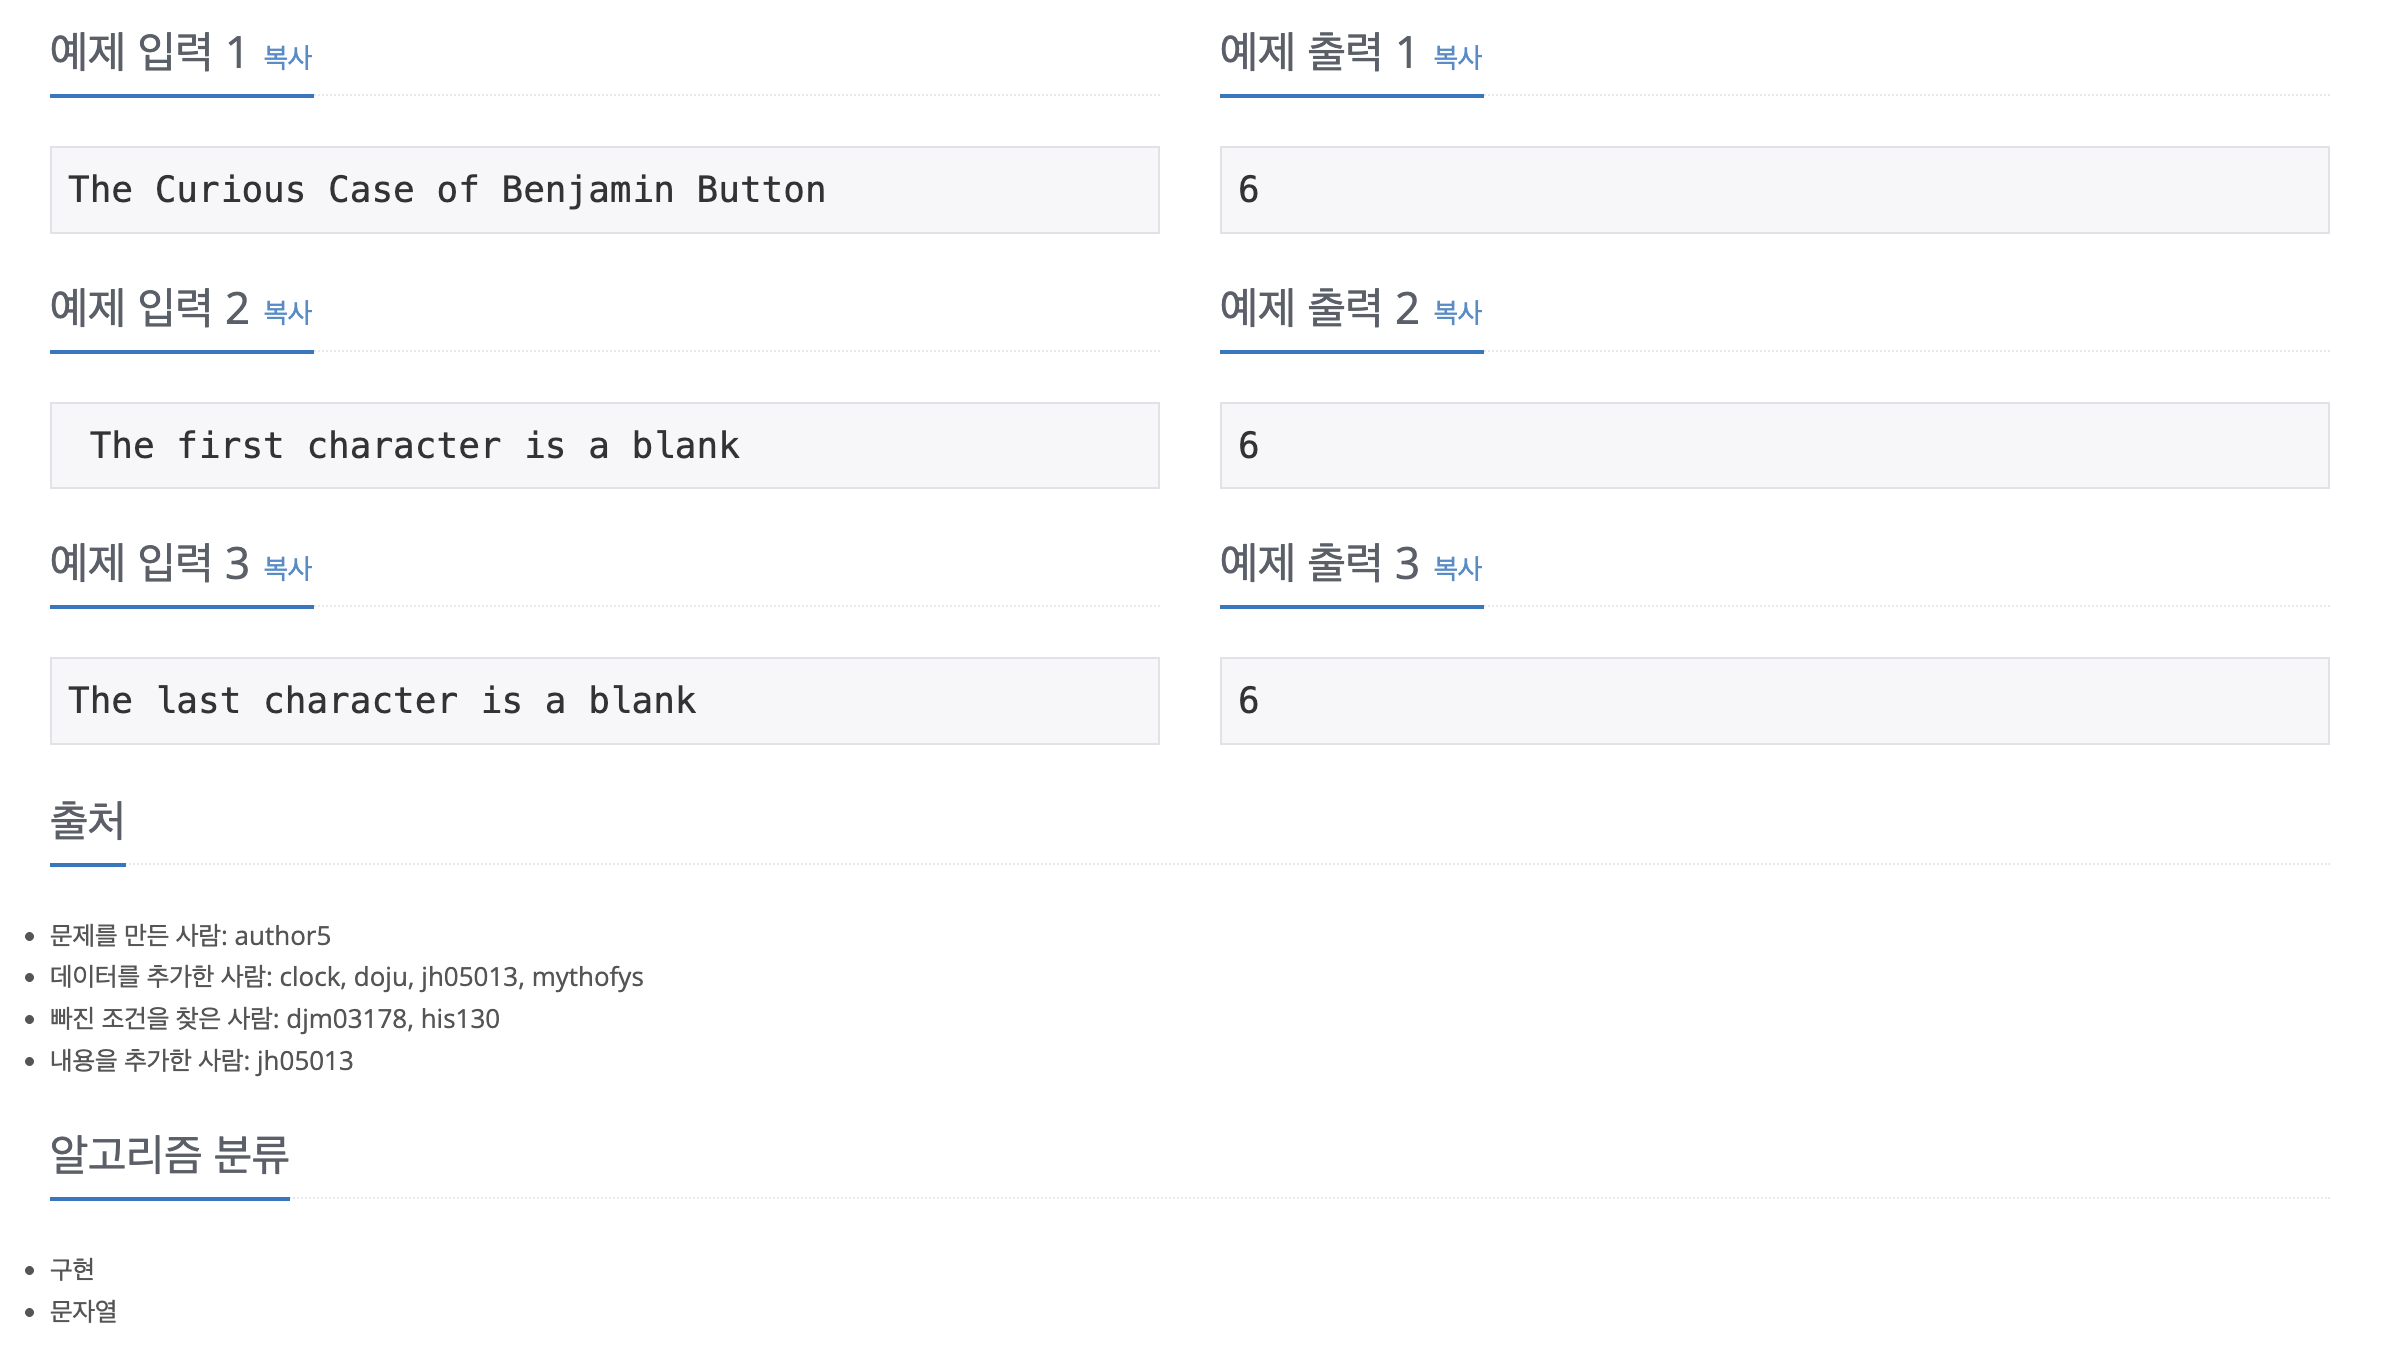 예제 입력 1 복사
The Curious Case of Benjamin Button
예제 출력 1 복사
6
예제 입력 2 복사
 The first character is a blank
예제 출력 2 복사
6
예제 입력 3 복사
The last character is a blank
예제 출력 3 복사
6
출처
문제를 만든 사람: author5
데이터를 추가한 사람: clock, doju, jh05013, mythofys
빠진 조건을 찾은 사람: djm03178, his130
내용을 추가한 사람: jh05013
알고리즘 분류
구현
문자열